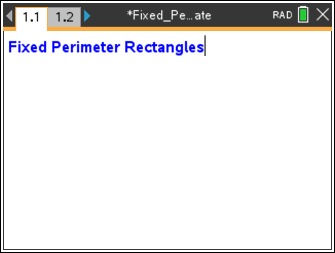 1.1 1.2 *Fixed_Pe…ate RAD
Fixed Perimeter Rectangles